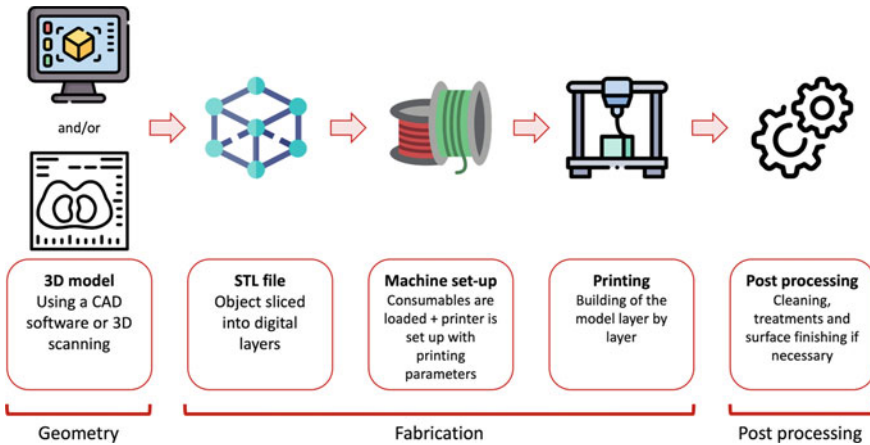 and/or
3D model
Using a CAD
software or 3D
scanning
STL file
Object sliced
into digital
layers
Machine set-up
Consumables are
loaded + printer is
set up with
printing
parameters
Printing
Building of the
model layer by
layer
Post processing
Cleaning,
treatments and
surface finishing if
necessary
Geometry
Fabrication
Post processing